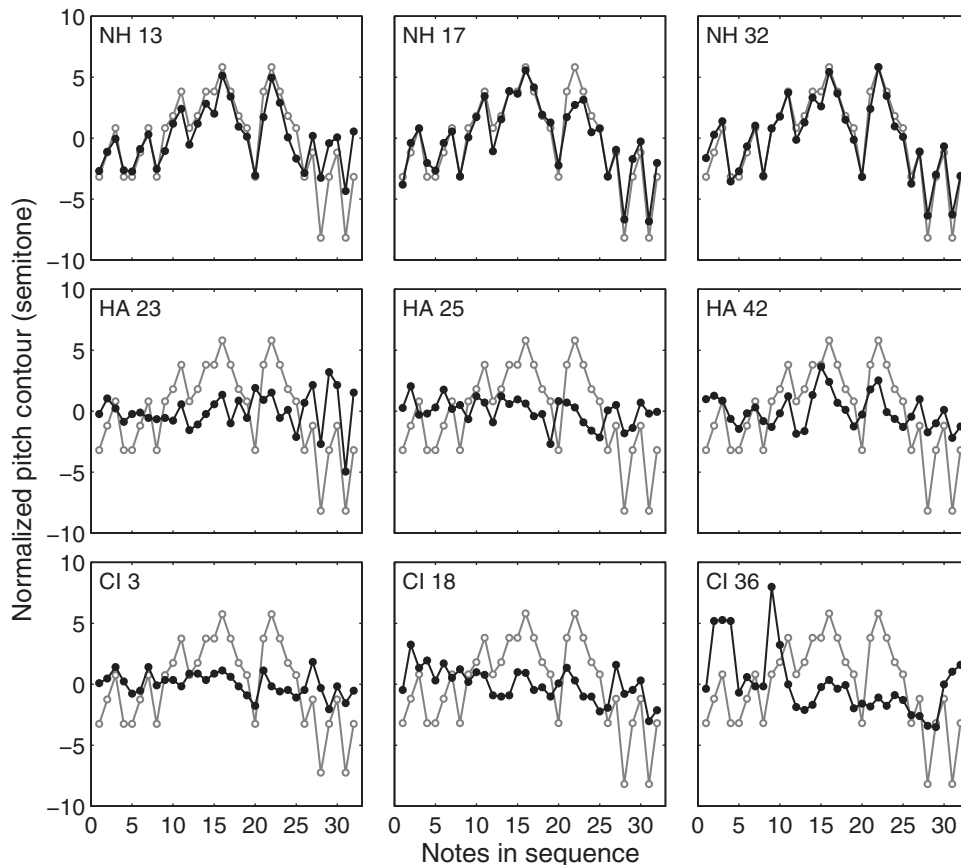 Normalized pitch contour (semitone)
10
5
0
−5
−10
NH 13
NH 17
NH 32
10
5
0
−5
−10
HA 23
HA 25
HA 42
10
5
0
−5
−10
CI 3
CI 18
CI 36
0 5 10 15 20 25 30
0 5 10 15 20 25 30
0 5 10 15 20 25 30
Notes in sequence